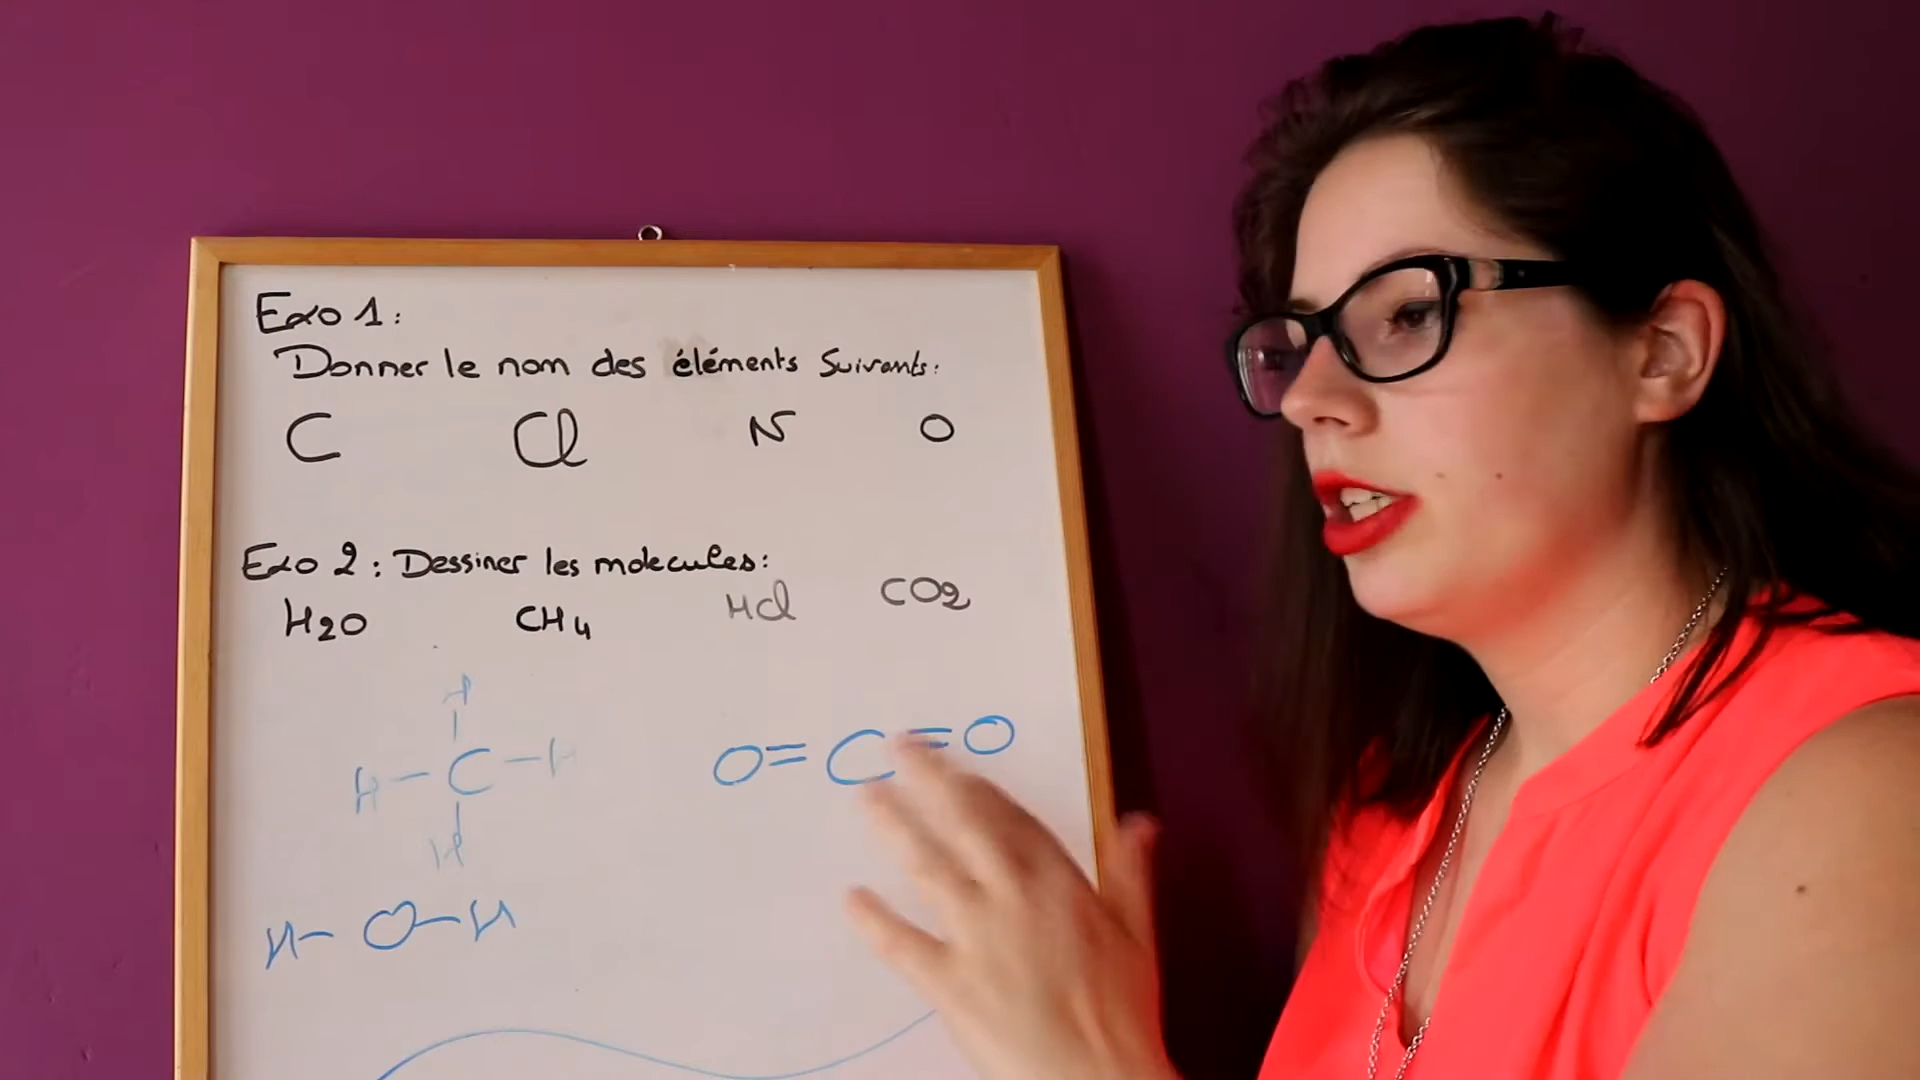 Exo 1:
Donner le nom des éléments suivants:
C Cl N O
Exo 2: Dessiner les molecules:
H2O CH4 HCl CO2
H
H-C-H
H
O=C=O
H-O-H